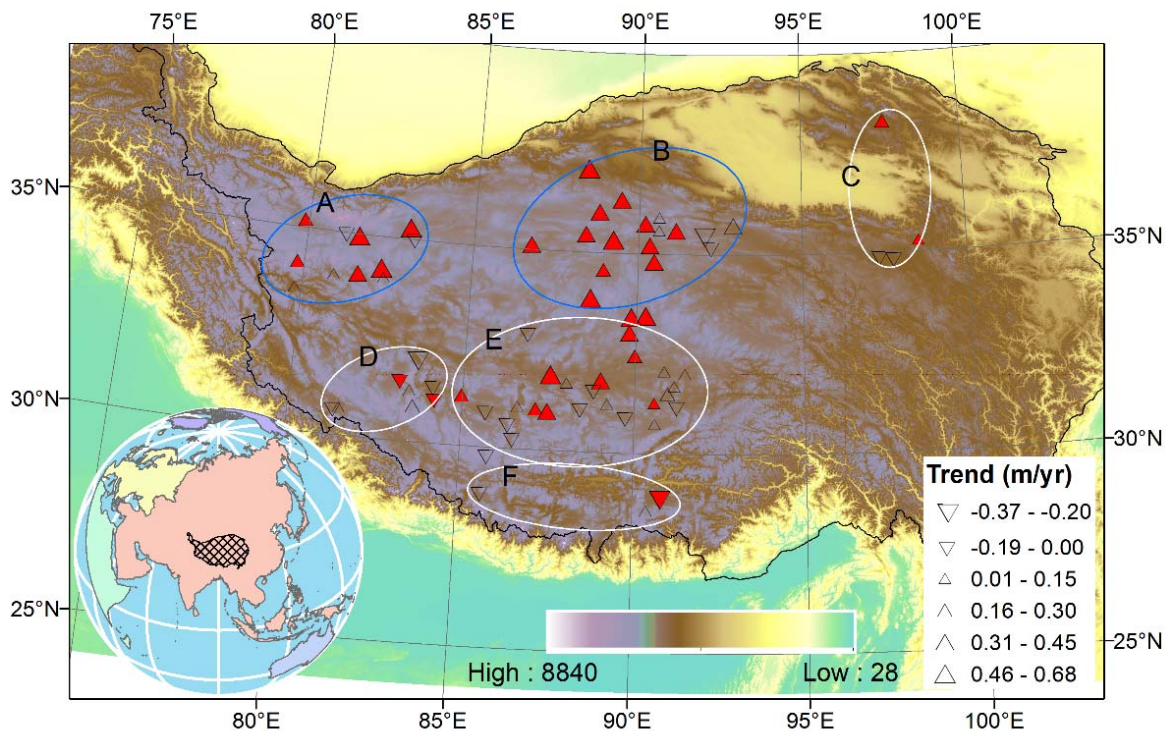 75°E 80°E 85°E 90°E 95°E 100°E
35°N
30°N
25°N
A
B
C
D
E
F
35°N
30°N
25°N
High : 8840 Low : 28
Trend (m/yr)
-0.37 - -0.20
-0.19 - 0.00
0.01 - 0.15
0.16 - 0.30
0.31 - 0.45
0.46 - 0.68
80°E 85°E 90°E 95°E 100°E